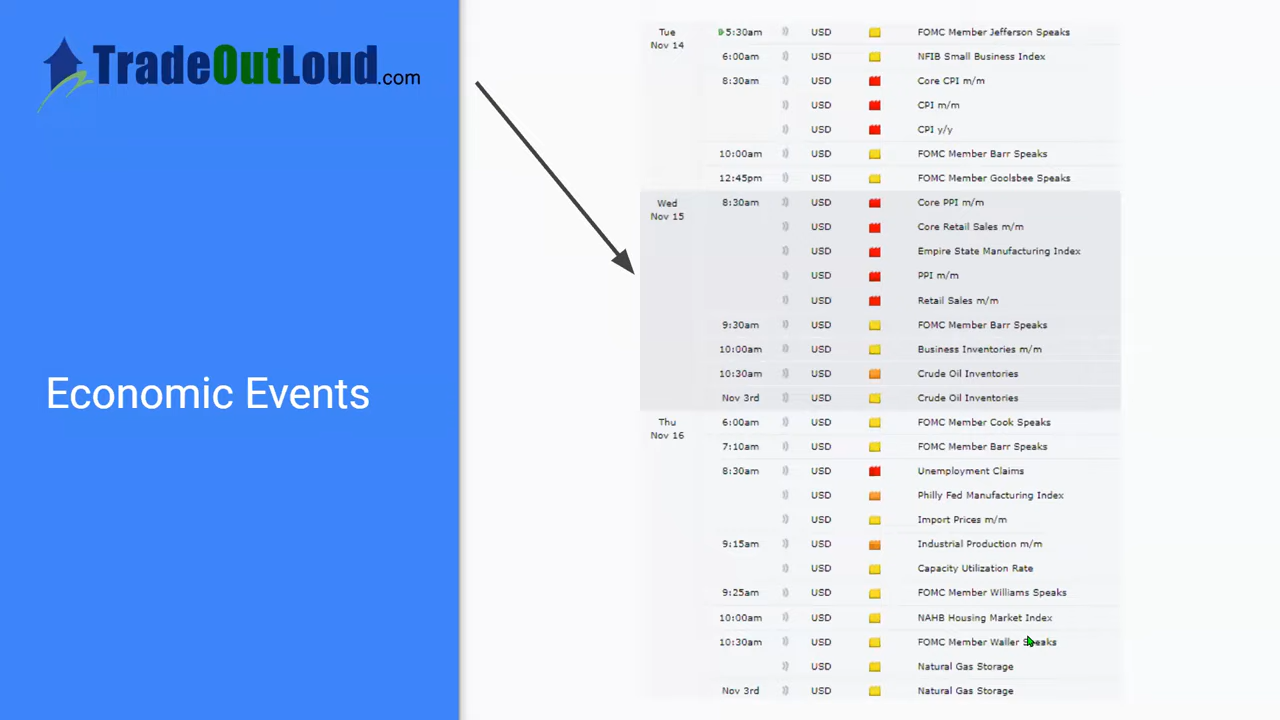 TradeOutLoud.com
Economic Events
Tue Nov 14 5:30am USD FOMC Member Jefferson Speaks
6:00am USD NFIB Small Business Index
8:30am USD Core CPI m/m
USD CPI m/m
USD CPI y/y
10:00am USD FOMC Member Barr Speaks
12:45pm USD FOMC Member Goolsbee Speaks
Wed Nov 15 8:30am USD Core PPI m/m
USD Core Retail Sales m/m
USD Empire State Manufacturing Index
USD PPI m/m
USD Retail Sales m/m
9:30am USD FOMC Member Barr Speaks
10:00am USD Business Inventories m/m
10:30am USD Crude Oil Inventories
Nov 3rd USD Crude Oil Inventories
Thu Nov 16 6:00am USD FOMC Member Cook Speaks
7:10am USD FOMC Member Barr Speaks
8:30am USD Unemployment Claims
USD Philly Fed Manufacturing Index
USD Import Prices m/m
9:15am USD Industrial Production m/m
USD Capacity Utilization Rate
9:25am USD FOMC Member Williams Speaks
10:00am USD NAHB Housing Market Index
10:30am USD FOMC Member Waller Speaks
USD Natural Gas Storage
Nov 3rd USD Natural Gas Storage